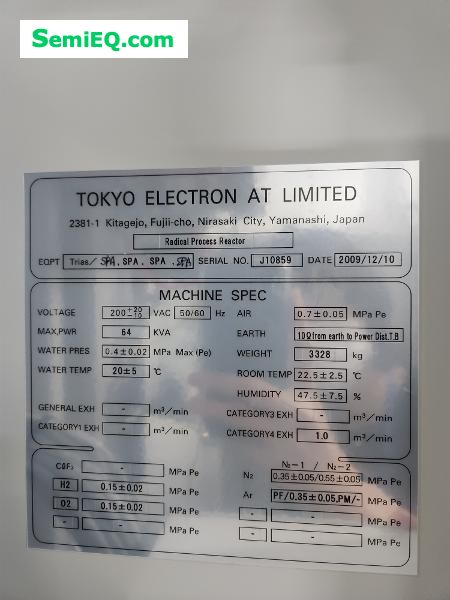 SemiEQ.com
TOKYO ELECTRON AT LIMITED
2381-1 Kitagejo, Fujii-cho, Nirasaki City, Yamanashi, Japan
Radical Process Reactor
EQPT Trias/ SPA. SPA. SPA .SPA SERIAL NO. J10859 DATE 2009/12/10
MACHINE SPEC
VOLTAGE 200 VAC 50/60 Hz AIR 0.7±0.05 MPa Pe
MAX,PWR 64 KVA EARTH 10Ωfrom earth to Power Dist.T.B
WATER PRES 0.4±0.02 MPa Max (Pe) WEIGHT 3328 kg
WATER TEMP 20±5 ℃ ROOM TEMP 22.5±2.5 ℃
HUMIDITY 47.5±7.5 %
GENERAL EXH - m³/min CATEGORY3 EXH - m³/min
CATEGORY1 EXH - m³/min CATEGORY4 EXH 1.0 m³/min
N₂-1 / N₂-2
- MPa Pe N₂ 0.35±0.05/0.55±0.05 MPa Pe
H2 0.15±0.02 MPa Pe Ar PF/0.35±0.05,PM/- MPa Pe
O2 0.15±0.02 MPa Pe - - MPa Pe
- - MPa Pe - - MPa Pe